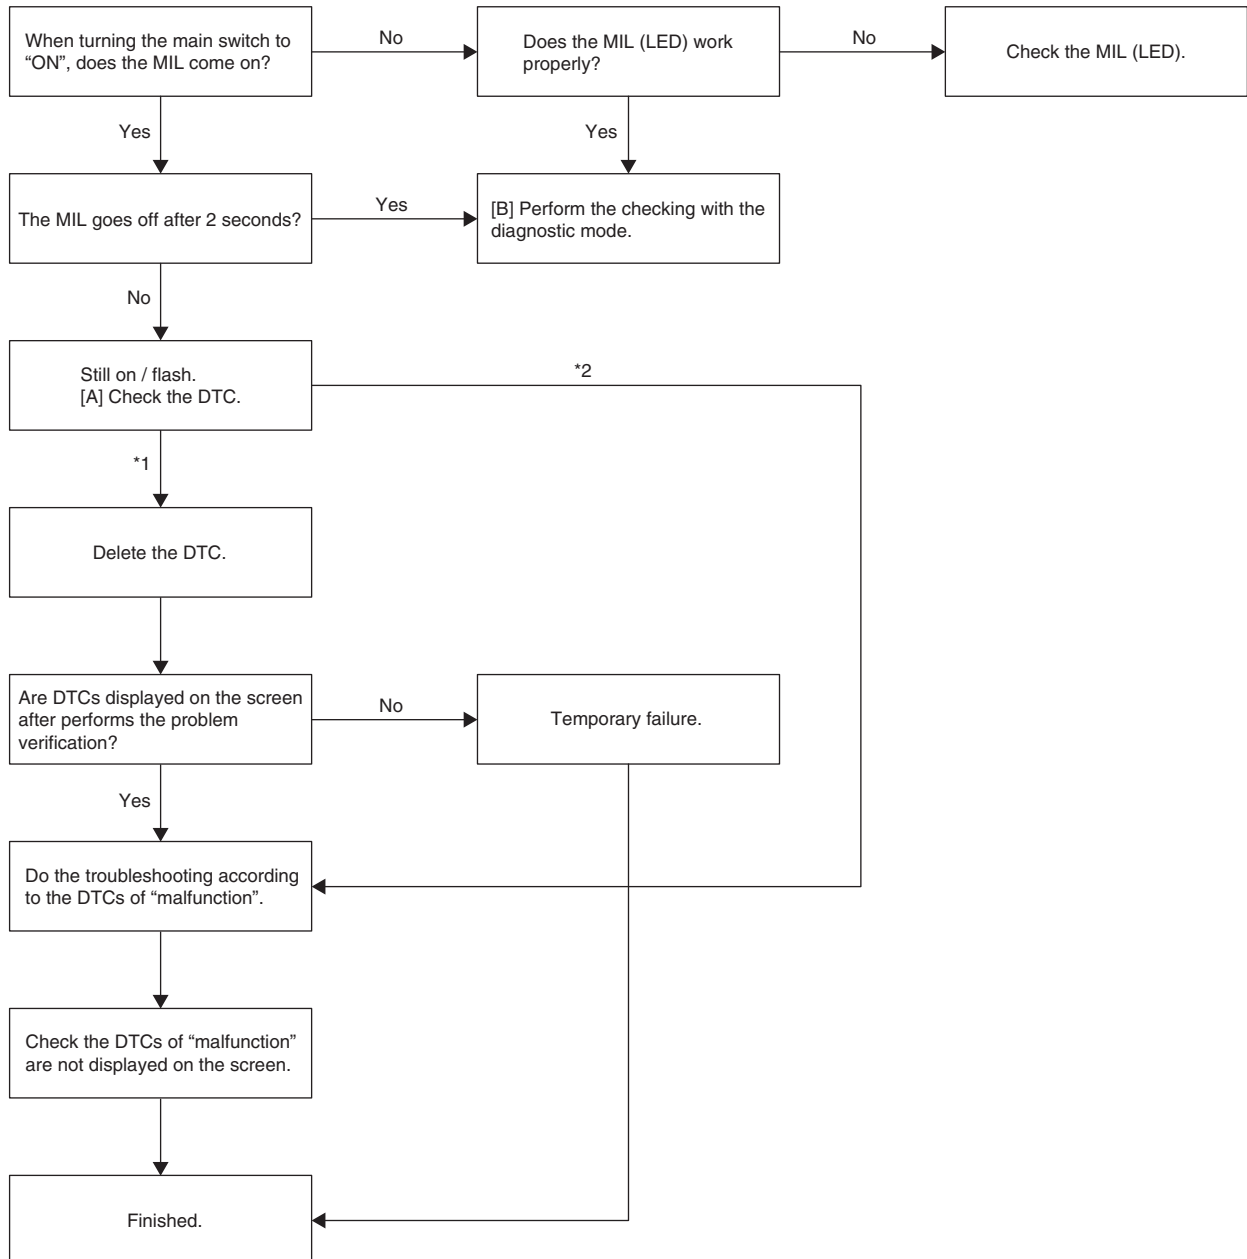 When turning the main switch to
“ON”, does the MIL come on?
No
Does the MIL (LED) work
properly?
No
Check the MIL (LED).
Yes
Yes
The MIL goes off after 2 seconds?
Yes
[B] Perform the checking with the
diagnostic mode.
No
Still on / flash.
[A] Check the DTC.
*2
*1
Delete the DTC.
Are DTCs displayed on the screen
after performs the problem
verification?
No
Temporary failure.
Yes
Do the troubleshooting according
to the DTCs of “malfunction”.
Check the DTCs of “malfunction”
are not displayed on the screen.
Finished.